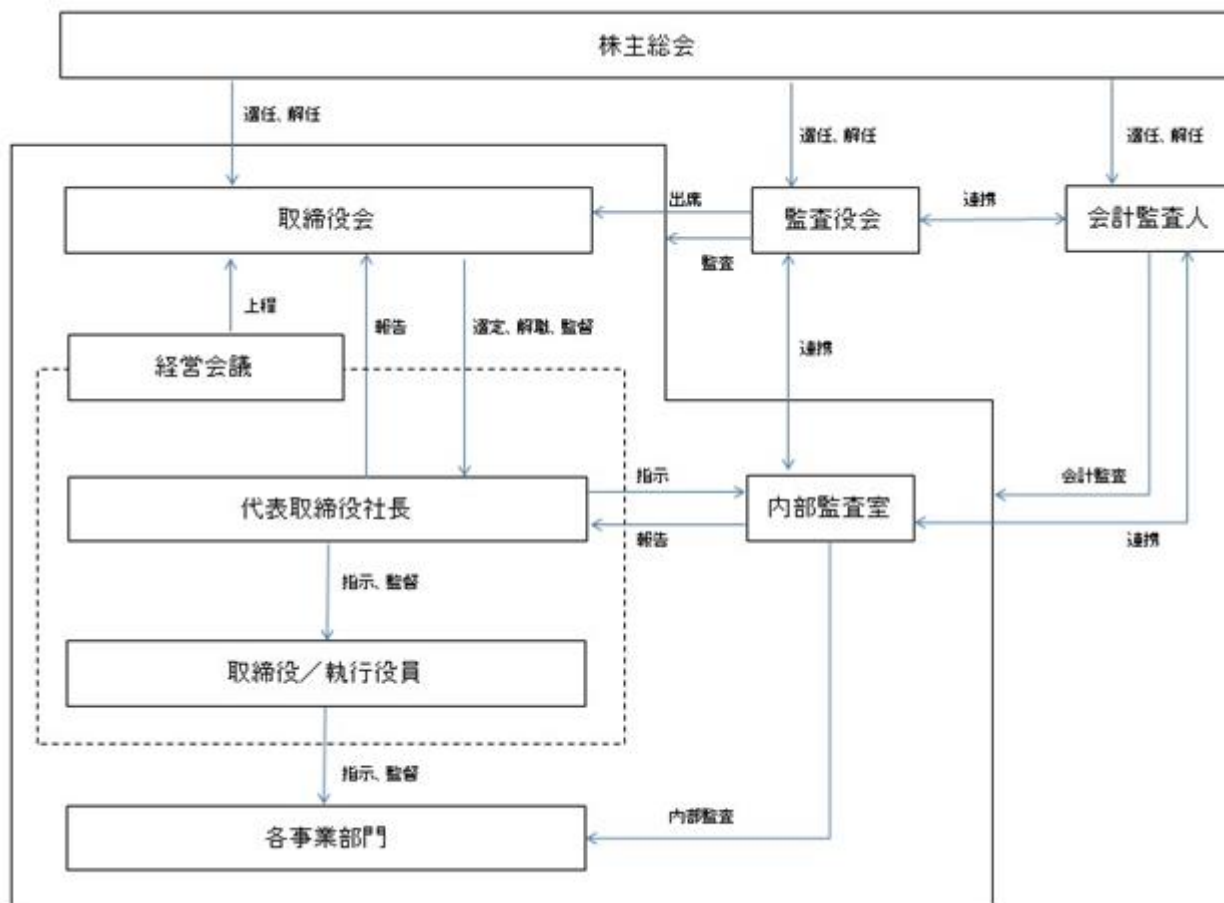 株主総会
選任、解任
選任、解任
選任、解任
取締役会
出席
監査役会
連携
会計監査人
監査
上程
報告
選定、解職、監督
経営会議
連携
代表取締役社長
指示
内部監査室
会計監査
報告
連携
指示、監督
取締役／執行役員
指示、監督
各事業部門
内部監査